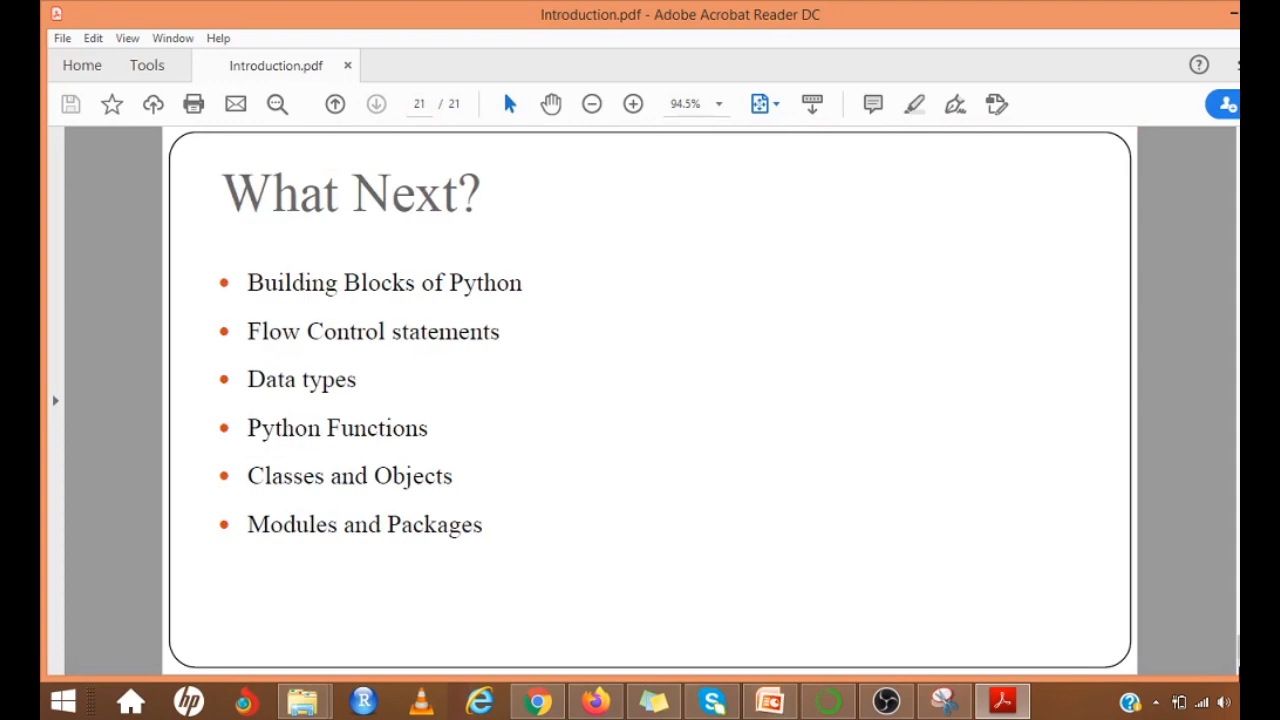 Introduction.pdf - Adobe Acrobat Reader DC
File Edit View Window Help
Home Tools Introduction.pdf ×
21 / 21 94.5%
What Next?
• Building Blocks of Python
• Flow Control statements
• Data types
• Python Functions
• Classes and Objects
• Modules and Packages
hp R